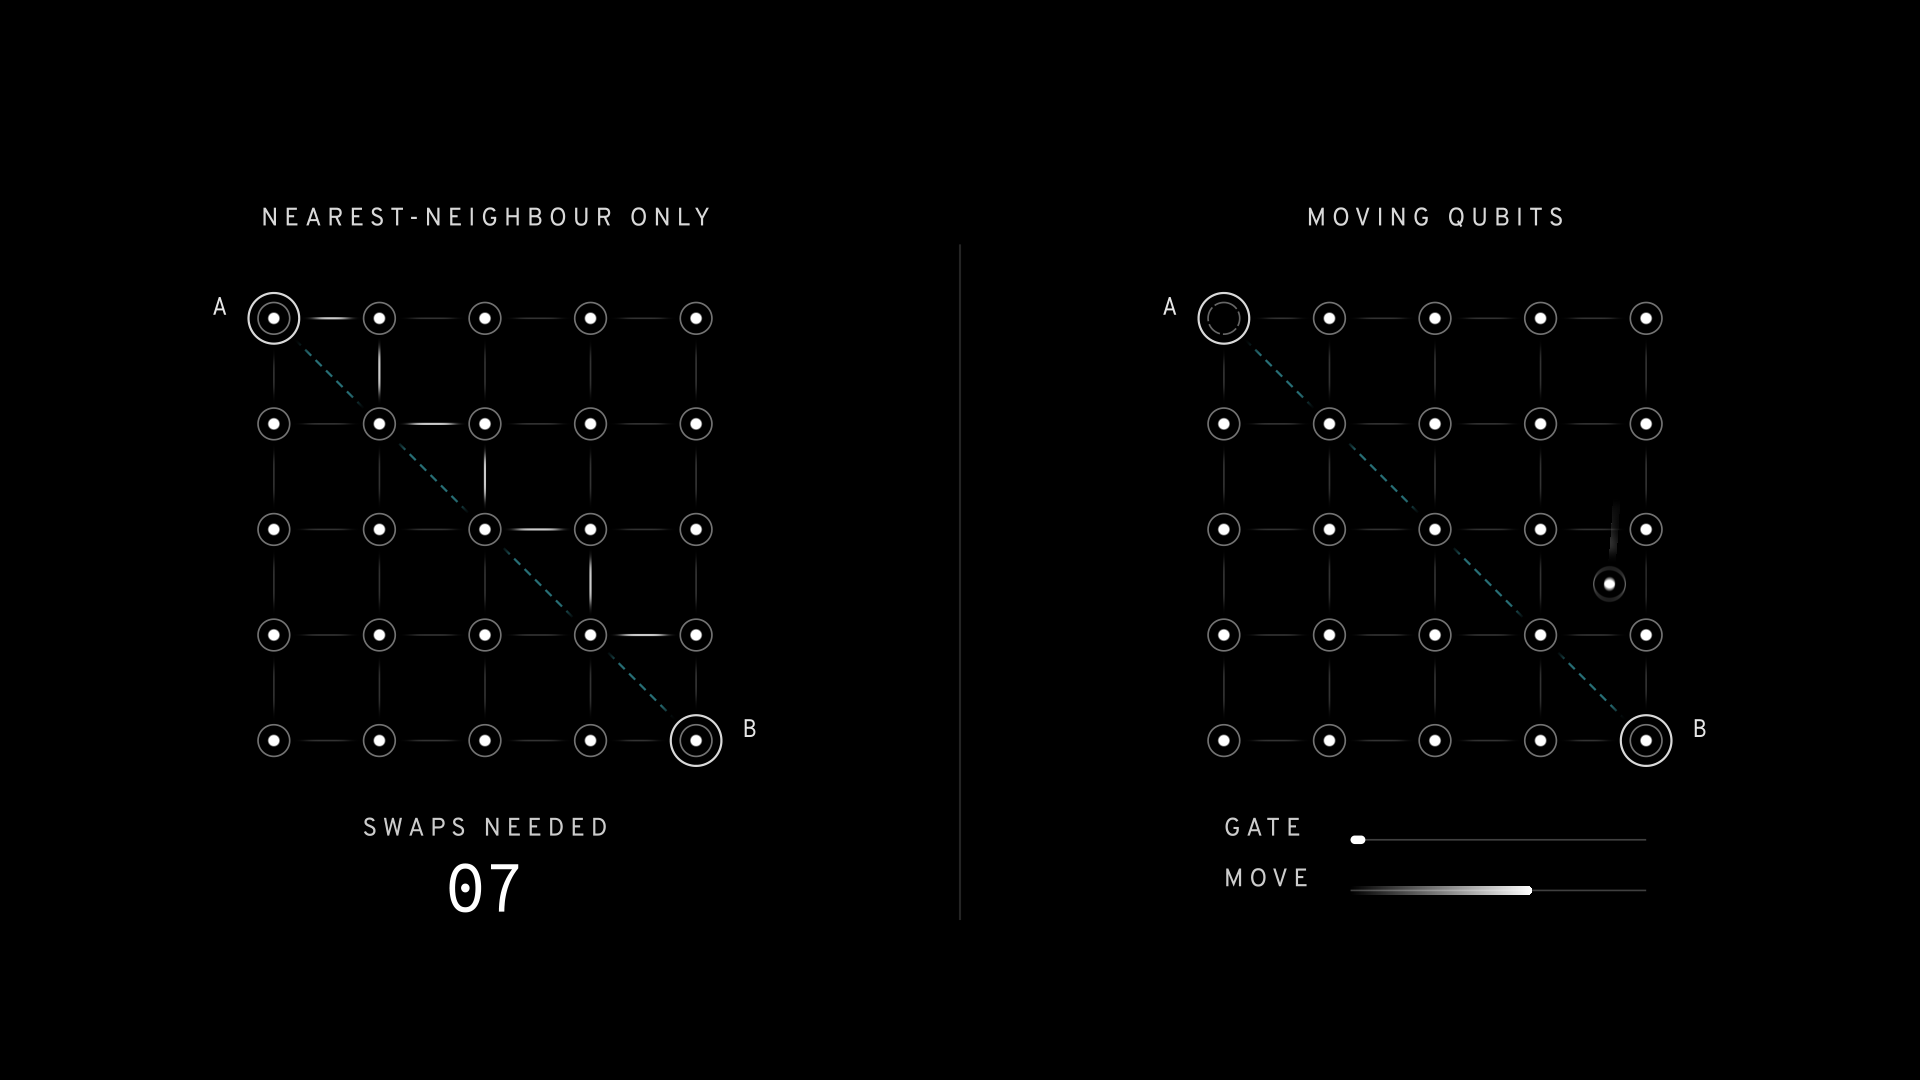 NEAREST-NEIGHBOUR ONLY
A
B
SWAPS NEEDED
07
MOVING QUBITS
A
B
GATE
MOVE